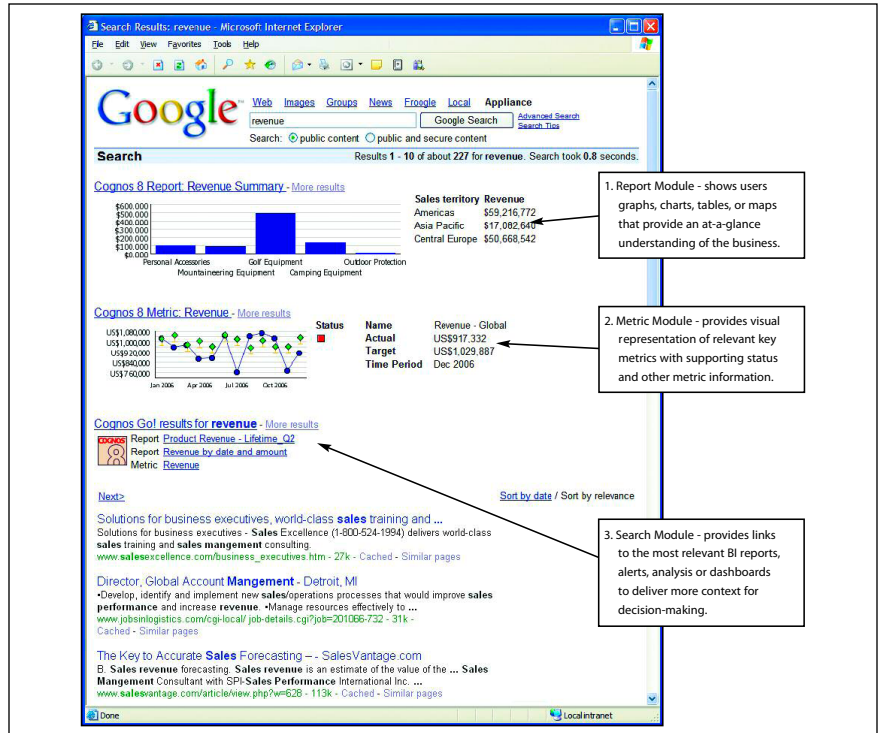 Search Results: revenue - Microsoft Internet Explorer
File Edit View Favorites Tools Help
Google™
Web Images Groups News Froogle Local Appliance
revenue
Google Search
Advanced Search
Search Tips
Search: public content public and secure content
Search
Results 1 - 10 of about 227 for revenue. Search took 0.8 seconds.
Cognos 8 Report: Revenue Summary - More results
$600.000
$500.000
$400.000
$300.000
$200.000
$100.000
$0.000
Personal Accessories Golf Equipment Outdoor Protection
Mountaineering Equipment Camping Equipment
Sales territory Revenue
Americas $59,216,772
Asia Pacific $17,082,640
Central Europe $50,668,542
1. Report Module - shows users
graphs, charts, tables, or maps
that provide an at-a-glance
understanding of the business.
Cognos 8 Metric: Revenue - More results
US$1,080,000
US$1,000,000
US$920,000
US$840,000
US$760,000
Jan 2006 Apr 2006 Jul 2006 Oct 2006
Status
Name Revenue - Global
Actual US$917,332
Target US$1,029,887
Time Period Dec 2006
2. Metric Module - provides visual
representation of relevant key
metrics with supporting status
and other metric information.
Cognos Go! results for revenue - More results
COGNOS
8
Report Product Revenue - Lifetime_Q2
Report Revenue by date and amount
Metric Revenue
Next>
Sort by date / Sort by relevance
Solutions for business executives, world-class sales training and ...
Solutions for business executives - Sales Excellence (1-800-524-1994) delivers world-class
sales training and sales mangement consulting.
www.salesexcellence.com/business_executives.htm - 27k - Cached - Similar pages
3. Search Module - provides links
to the most relevant BI reports,
alerts, analysis or dashboards
to deliver more context for
decision-making.
Director, Global Account Mangement - Detroit, MI
•Develop, identify and implement new sales/operations processes that would improve sales
performance and increase revenue. •Manage resources effectively to ...
www.jobsinlogistics.com/cgi-local/ job-details.cgi?job=201066-732 - 31k -
Cached - Similar pages
The Key to Accurate Sales Forecasting – - SalesVantage.com
B. Sales revenue forecasting. Sales revenue is an estimate of the value of the ... Sales
Mangement Consultant with SPI-Sales Performance International Inc. ...
www.salesvantage.com/article/view.php?w=628 - 113k - Cached - Similar pages
Done
Local intranet